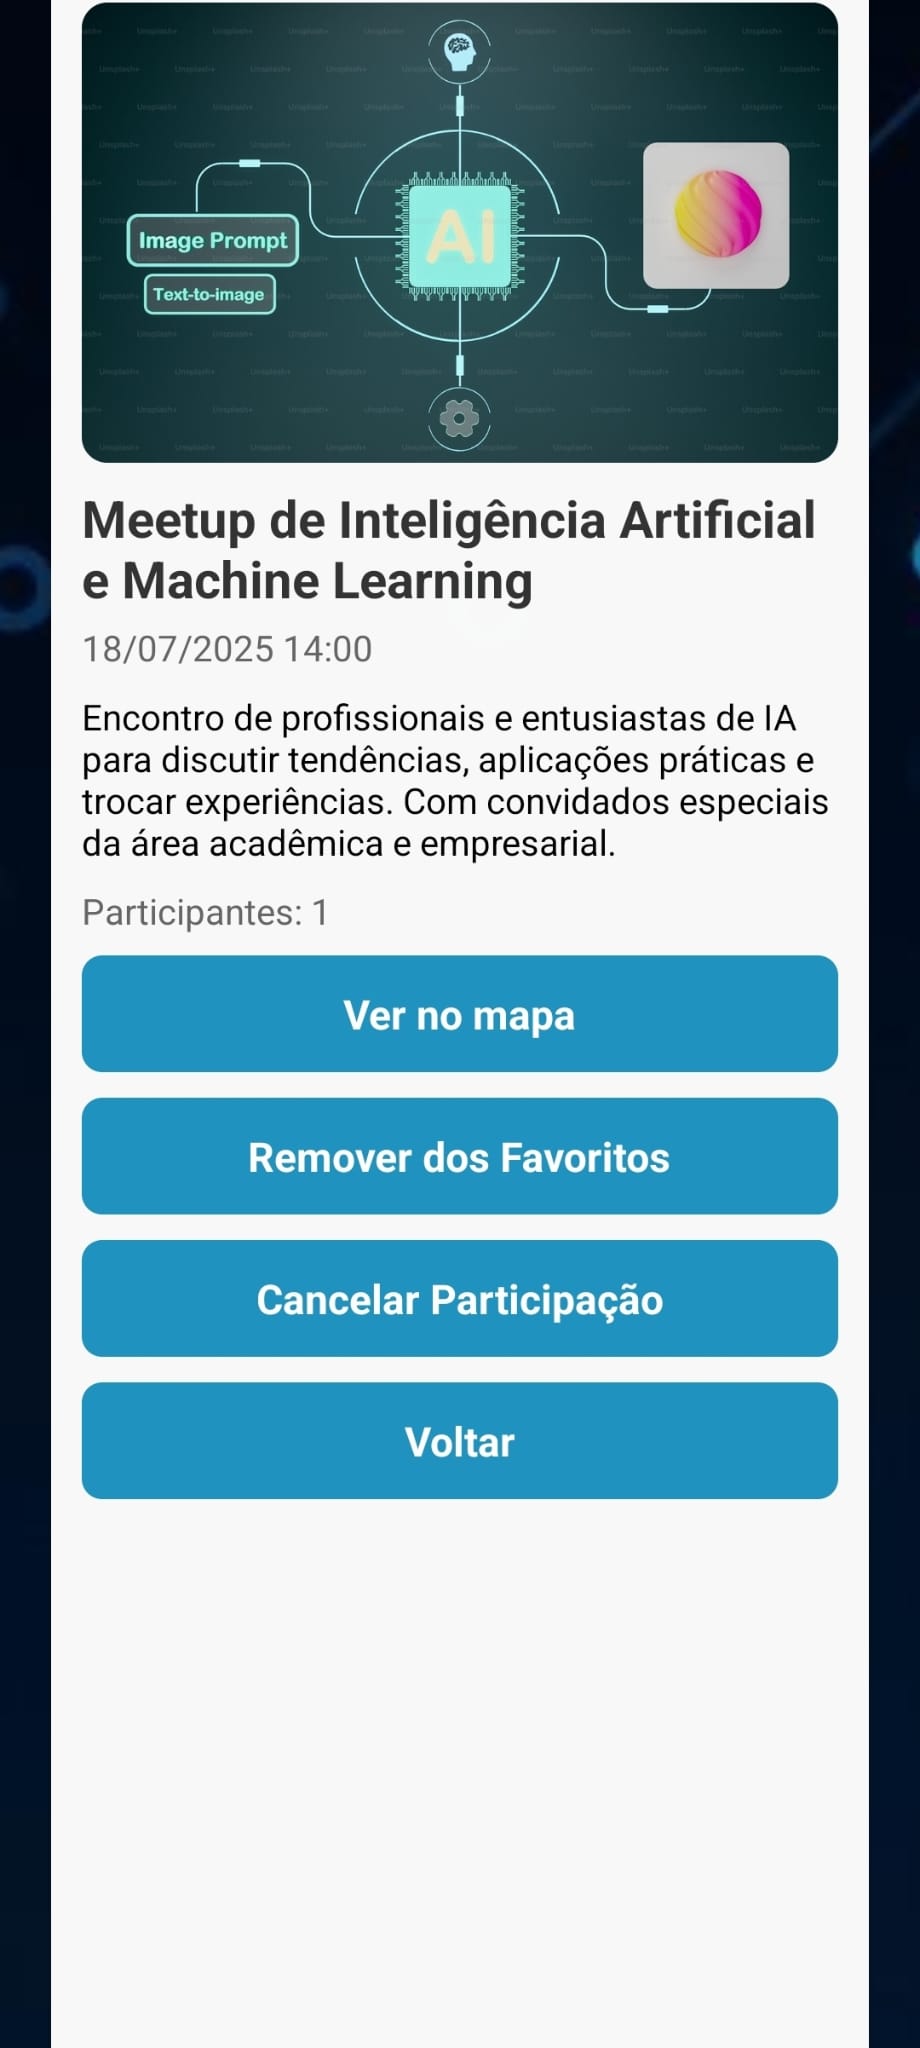 Image Prompt
Text-to-image
AI
Meetup de Inteligência Artificial
e Machine Learning
18/07/2025 14:00
Encontro de profissionais e entusiastas de IA
para discutir tendências, aplicações práticas e
trocar experiências. Com convidados especiais
da área acadêmica e empresarial.
Participantes: 1
Ver no mapa
Remover dos Favoritos
Cancelar Participação
Voltar